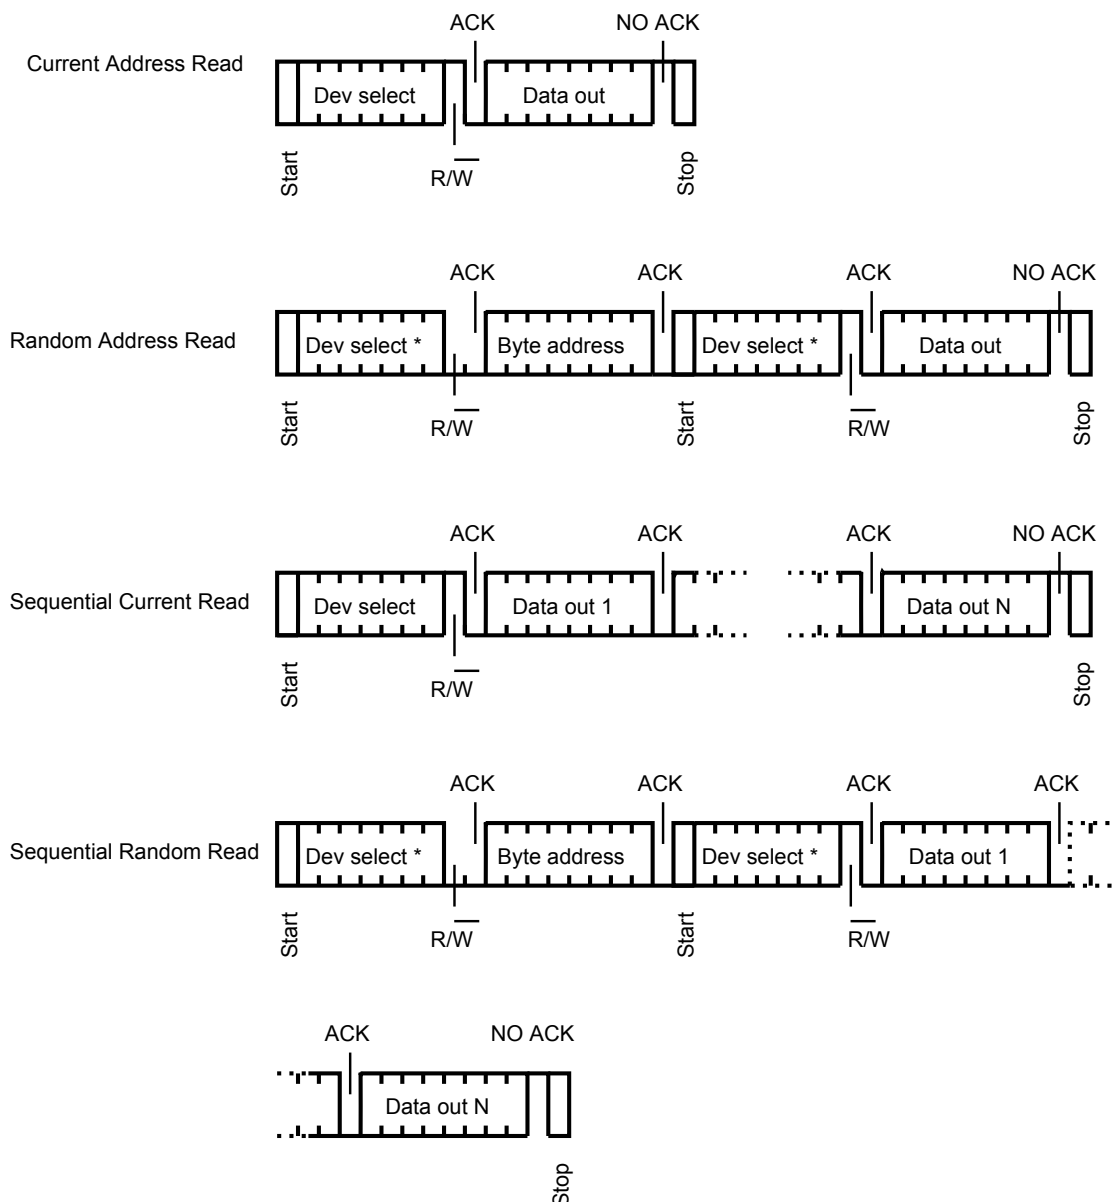 ACK NO ACK
Current Address Read
Dev select Data out
Start R/W̅ Stop
ACK ACK ACK NO ACK
Random Address Read
Dev select * Byte address Dev select * Data out
Start R/W̅ Start R̅/W Stop
ACK ACK ACK NO ACK
Sequential Current Read
Dev select Data out 1 Data out N
Start R/W̅ Stop
ACK ACK ACK ACK
Sequential Random Read
Dev select * Byte address Dev select * Data out 1
Start R/W̅ Start R̅/W
ACK NO ACK
Data out N
Stop